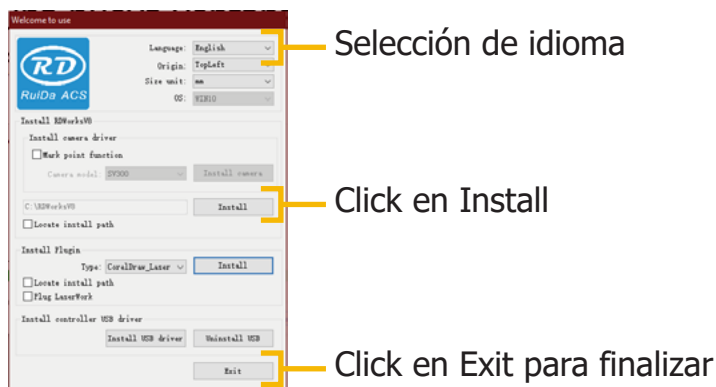 Welcome to use
RD
RuiDa ACS
Language: English
Origin: TopLeft
Size unit: mm
OS: WIN10
Selección de idioma
Install RDWorksV8
Install camera driver
Mark point function
Camera model: SV300 Install camera
C:\RDWorksV8 Install
Click en Install
Locate install path
Install Plugin
Type: CorelDraw_Laser Install
Locate install path
Plug LaserWork
Install controller USB driver
Install USB driver Uninstall USB
Exit
Click en Exit para finalizar